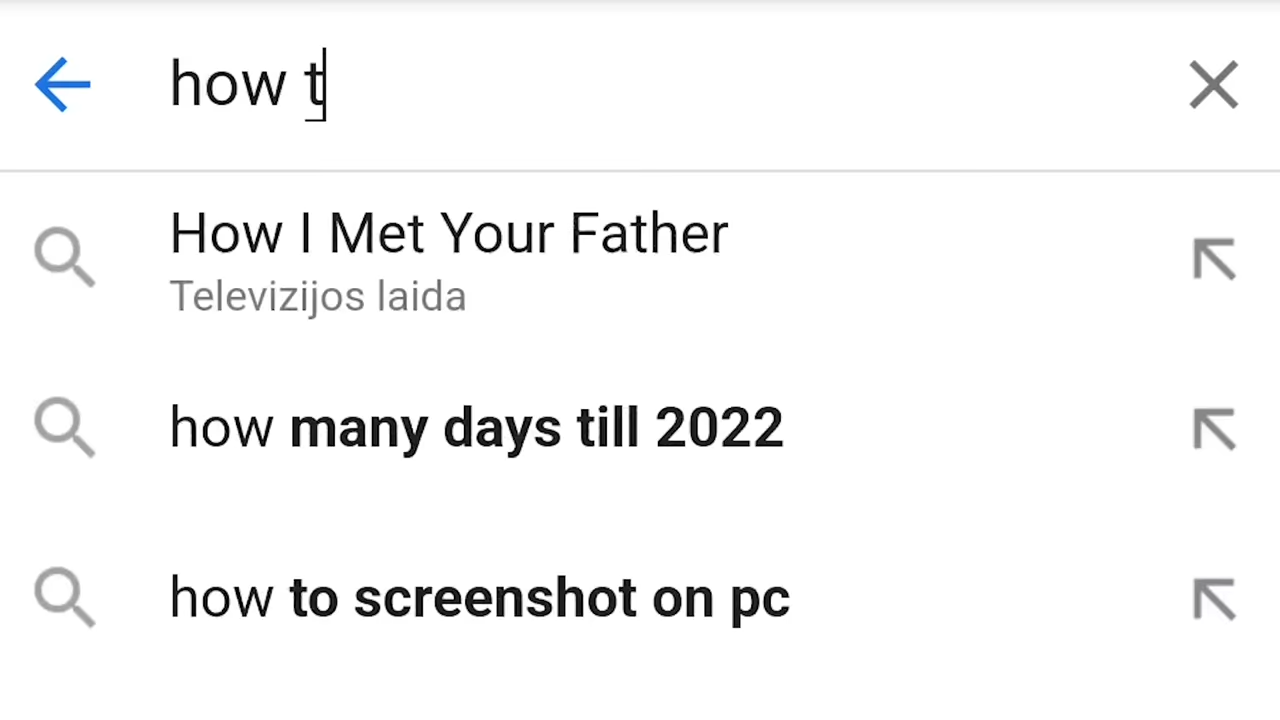 how t
How I Met Your Father
Televizijos laida
how many days till 2022
how to screenshot on pc